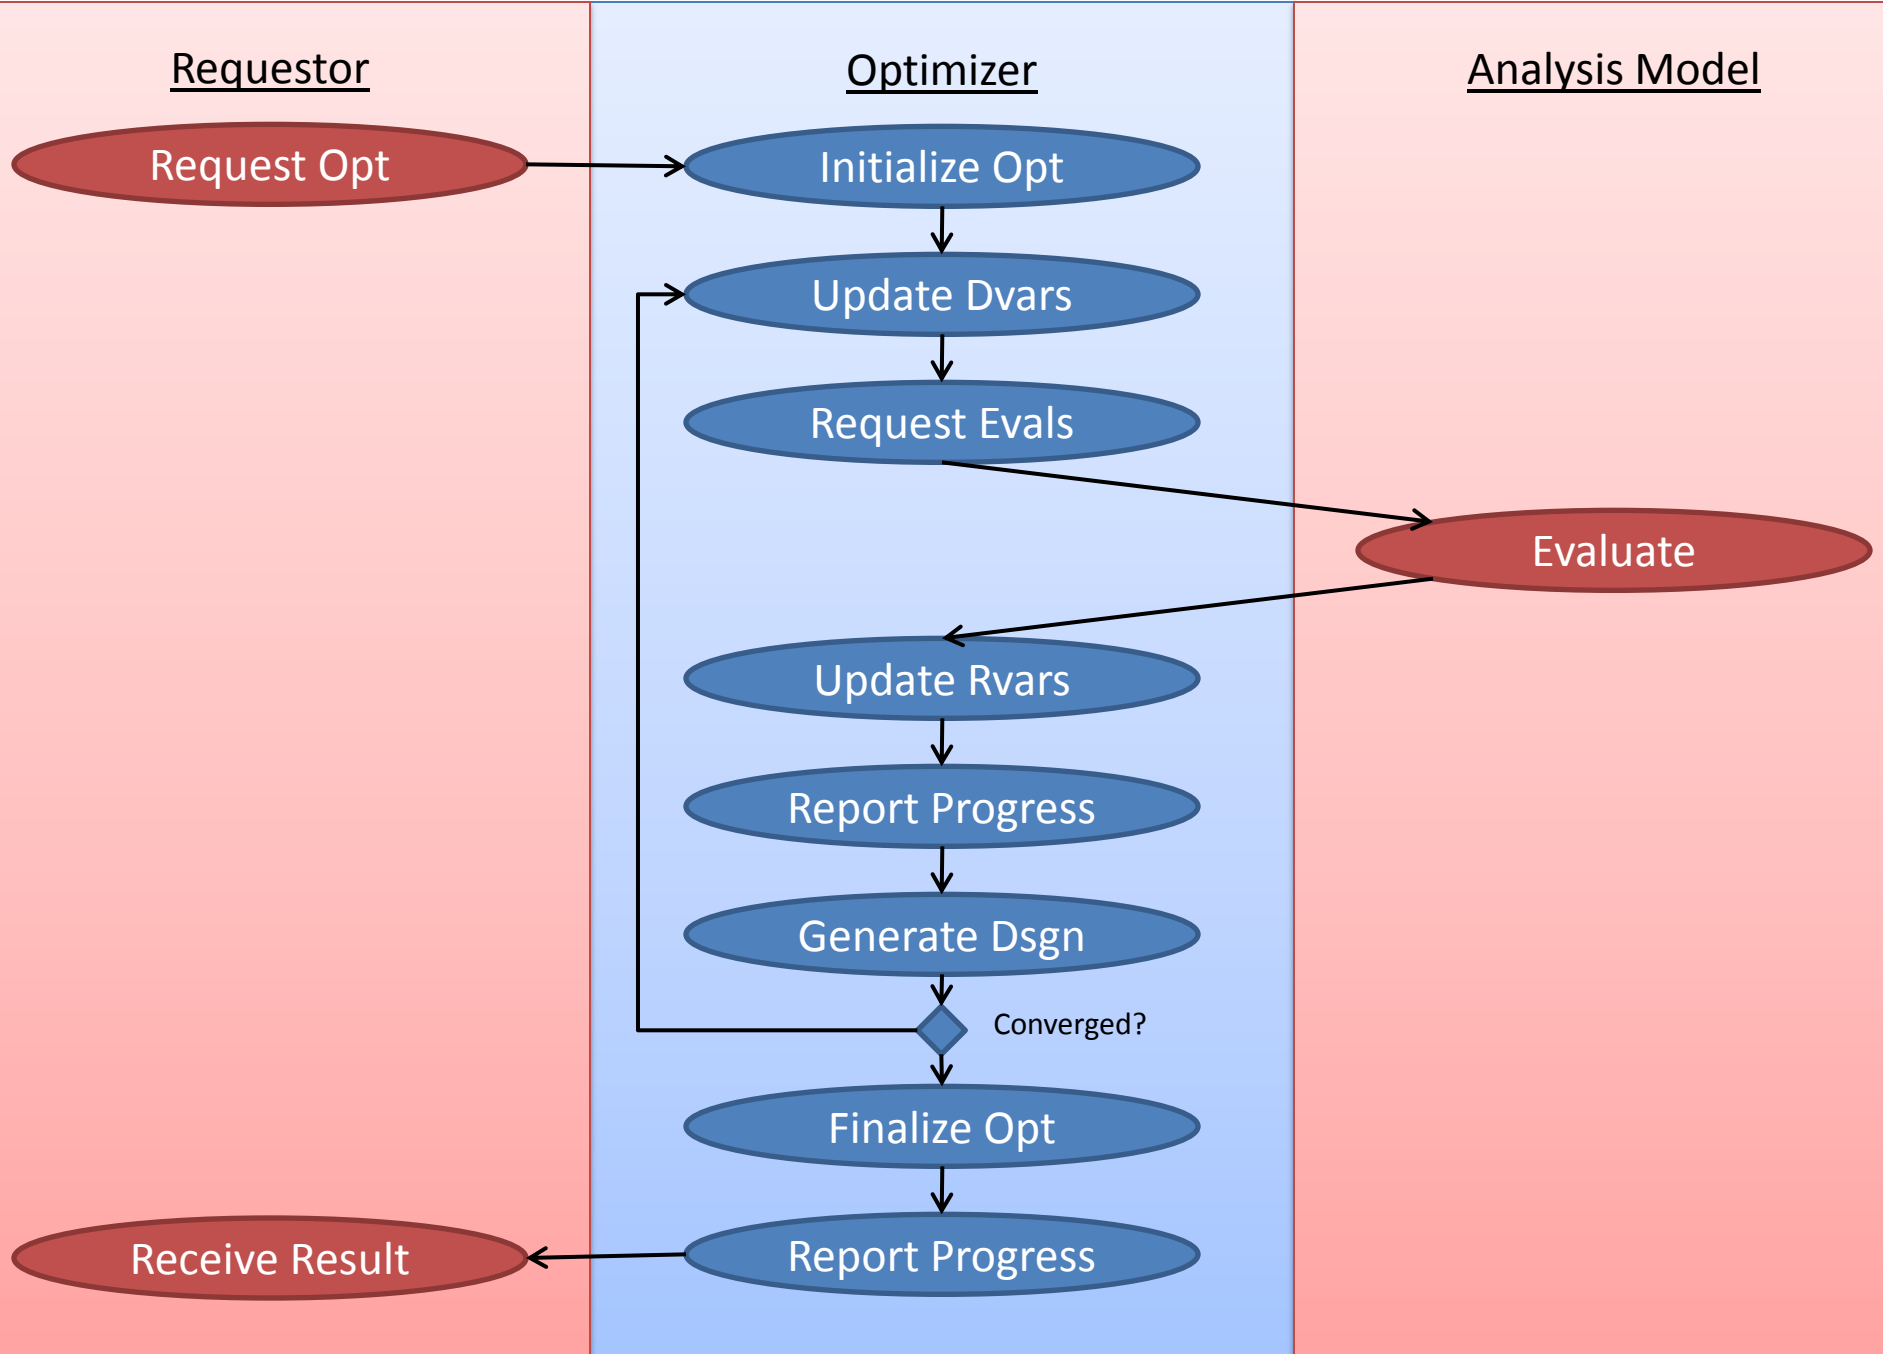 Requestor
Optimizer
Analysis Model
Request Opt
Initialize Opt
Update Dvars
Request Evals
Evaluate
Update Rvars
Report Progress
Generate Dsgn
Converged?
Finalize Opt
Receive Result
Report Progress